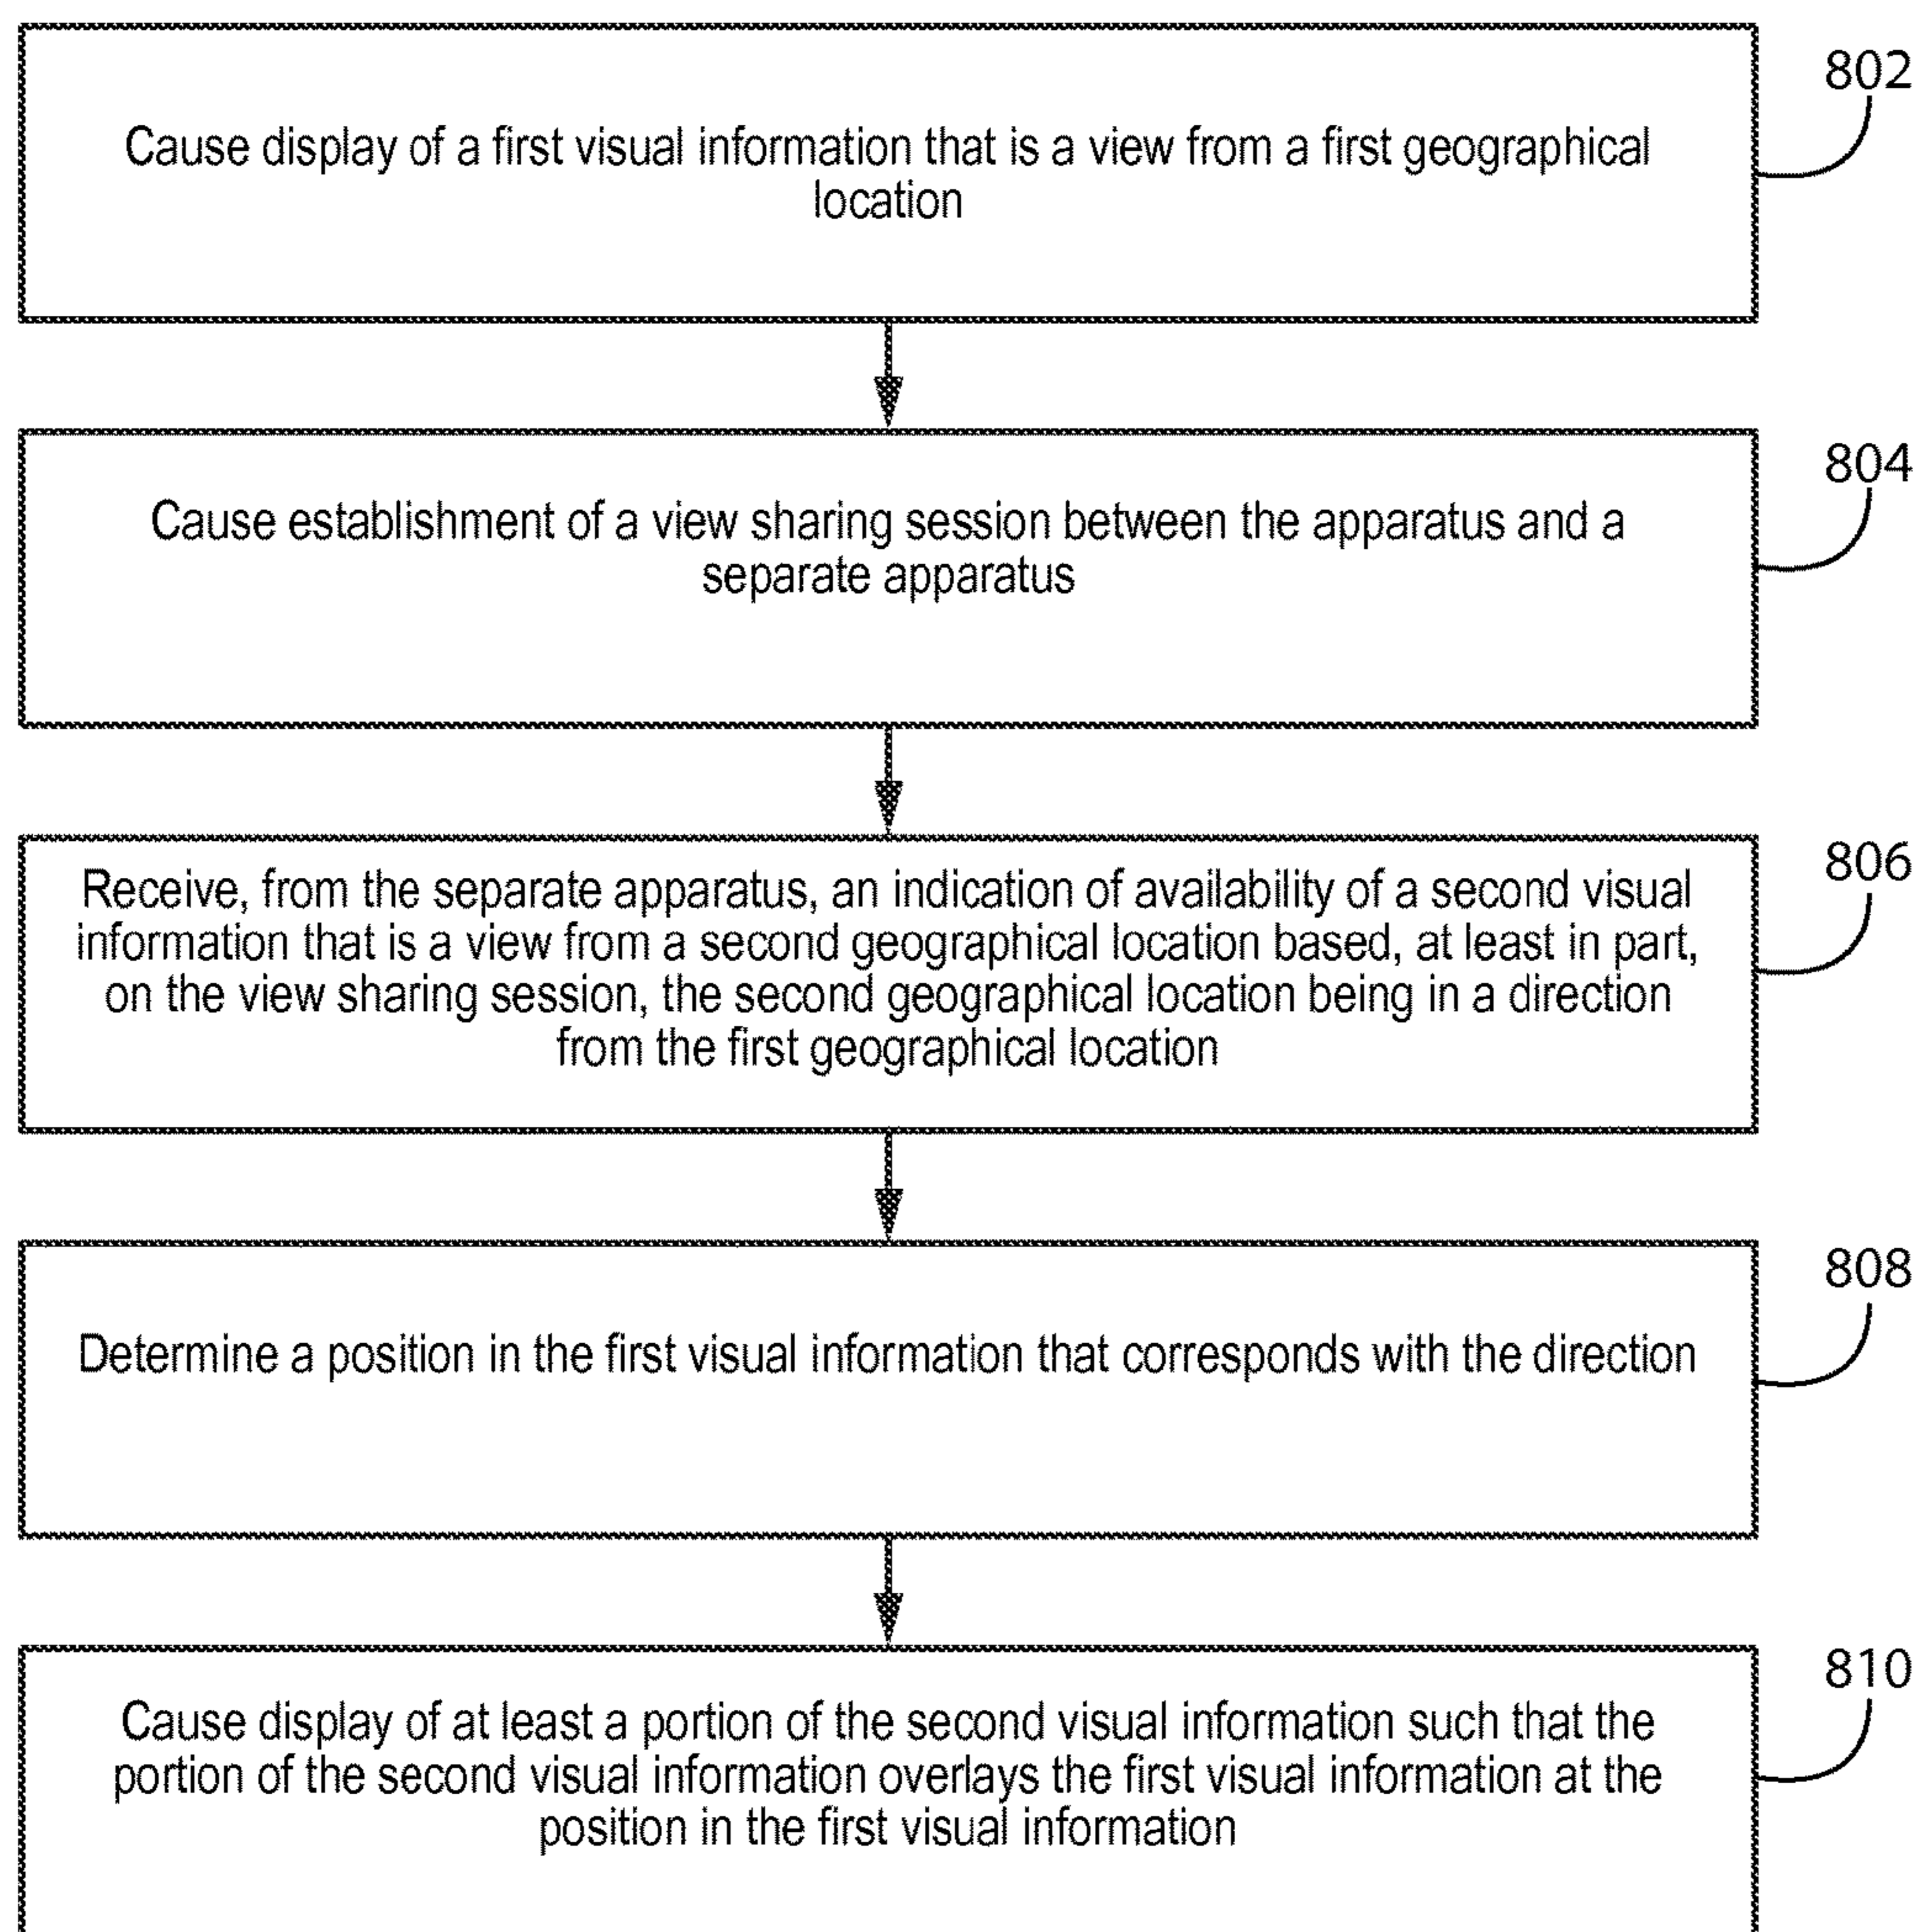 802
Cause display of a first visual information that is a view from a first geographical
location
804
Cause establishment of a view sharing session between the apparatus and a
separate apparatus
806
Receive, from the separate apparatus, an indication of availability of a second visual
information that is a view from a second geographical location based, at least in part,
on the view sharing session, the second geographical location being in a direction
from the first geographical location
808
Determine a position in the first visual information that corresponds with the direction
810
Cause display of at least a portion of the second visual information such that the
portion of the second visual information overlays the first visual information at the
position in the first visual information